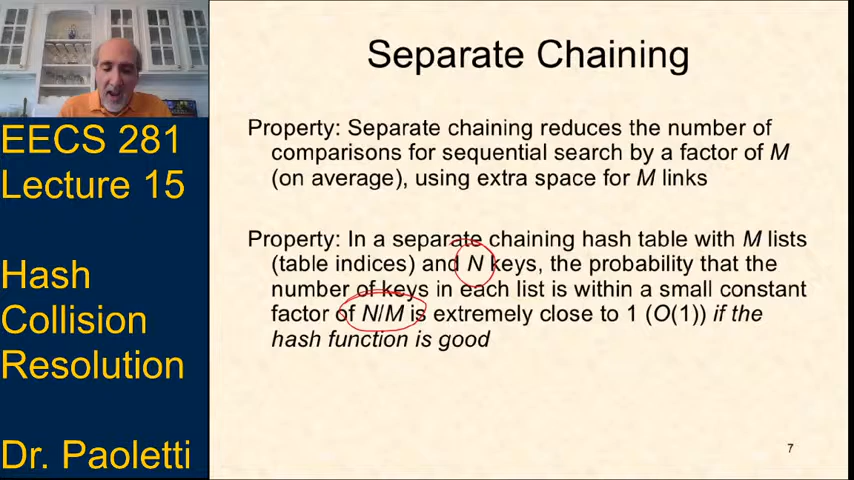 Separate Chaining
EECS 281
Lecture 15
Hash
Collision
Resolution
Dr. Paoletti
Property: Separate chaining reduces the number of
comparisons for sequential search by a factor of M
(on average), using extra space for M links
Property: In a separate chaining hash table with M lists
(table indices) and N keys, the probability that the
number of keys in each list is within a small constant
factor of N/M is extremely close to 1 (O(1)) if the
hash function is good
7